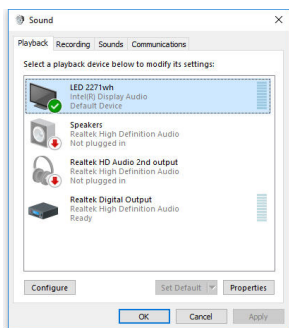 Sound
Playback Recording Sounds Communications
Select a playback device below to modify its settings:
LED 2271wh
Intel(R) Display Audio
Default Device
Speakers
Realtek High Definition Audio
Not plugged in
Realtek HD Audio 2nd output
Realtek High Definition Audio
Not plugged in
Realtek Digital Output
Realtek High Definition Audio
Ready
Configure Set Default Properties
OK Cancel Apply